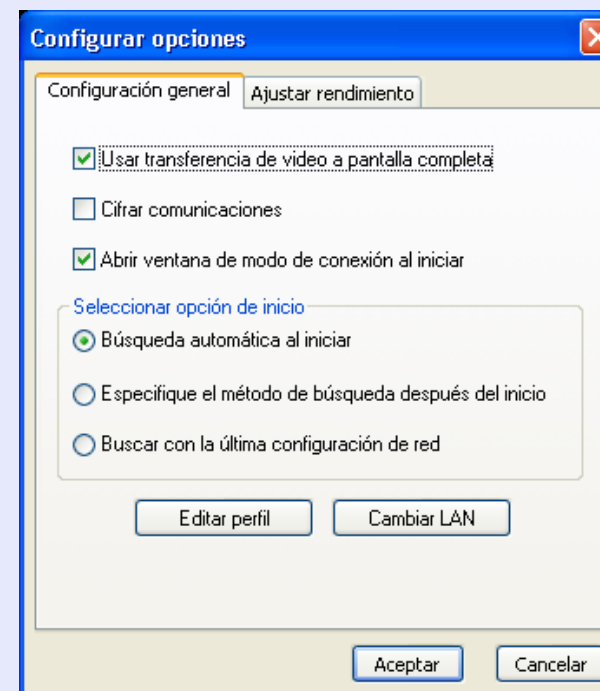 Configurar opciones
Configuración general
Ajustar rendimiento
Usar transferencia de video a pantalla completa
Cifrar comunicaciones
Abrir ventana de modo de conexión al iniciar
Seleccionar opción de inicio
Búsqueda automática al iniciar
Especifique el método de búsqueda después del inicio
Buscar con la última configuración de red
Editar perfil
Cambiar LAN
Aceptar
Cancelar